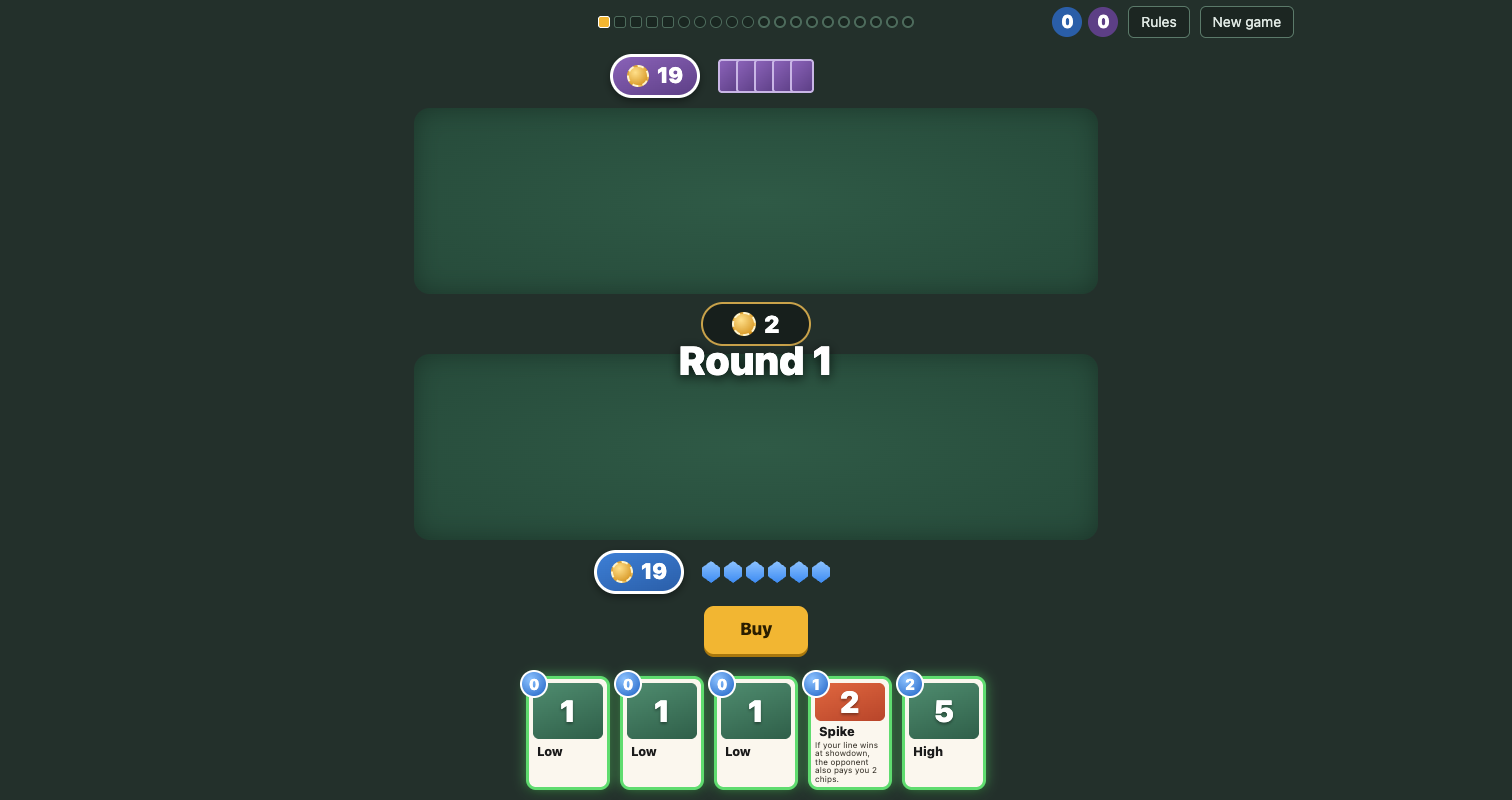 0 0 Rules New game
19
2
Round 1
19
Buy
0 0 0 1 2
1 1 1 2 5
Low Low Low Spike High
If your line wins
at showdown,
the opponent
also pays you 2
chips.